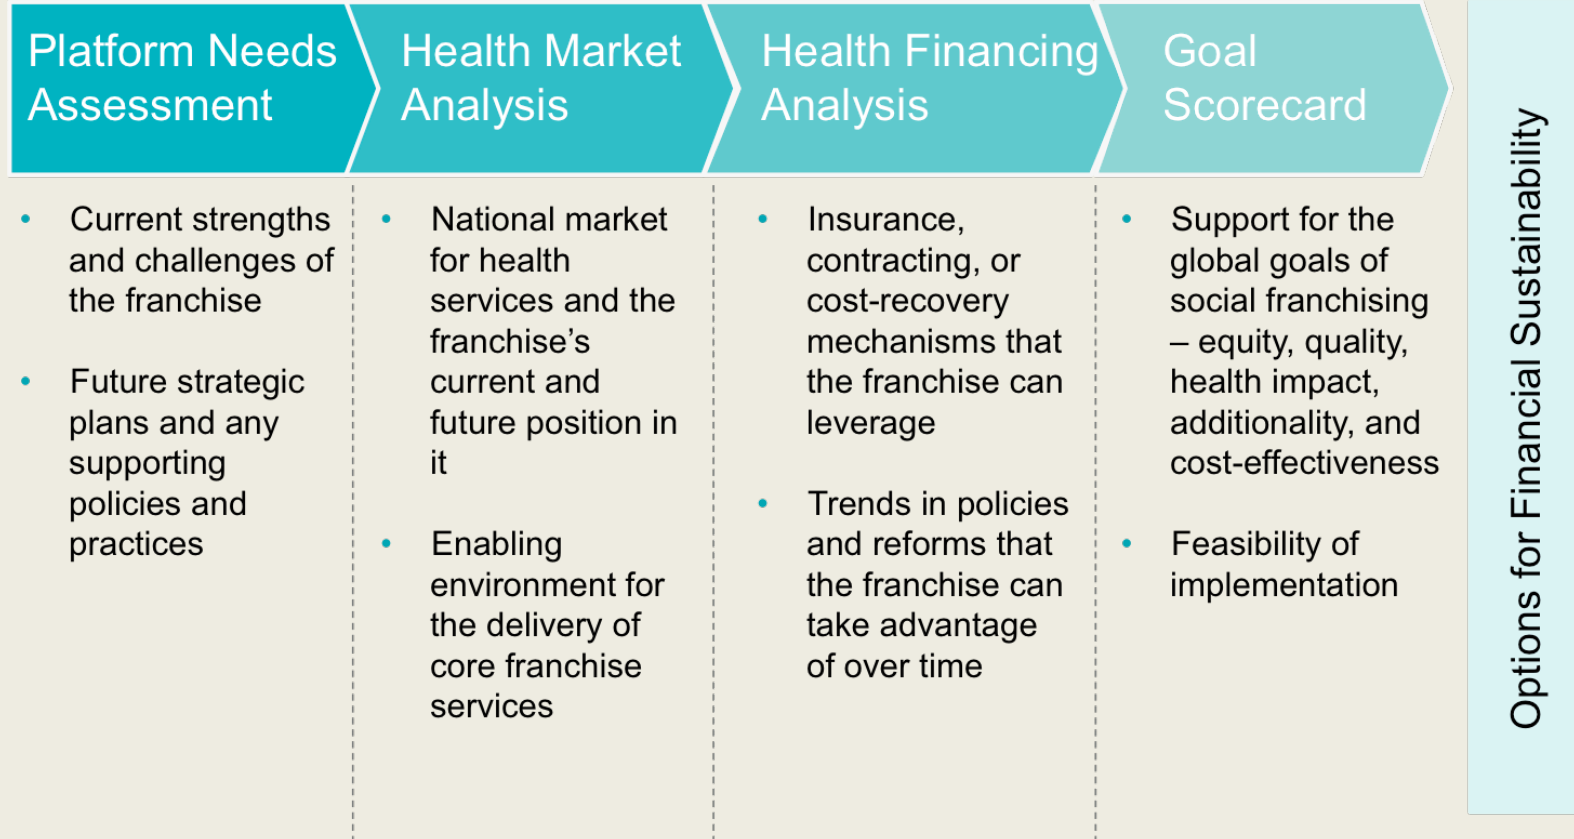 Platform Needs
Assessment
• Current strengths
and challenges of
the franchise
• Future strategic
plans and any
supporting
policies and
practices
Health Market
Analysis
• National market
for health
services and the
franchise’s
current and
future position in
it
• Enabling
environment for
the delivery of
core franchise
services
Health Financing
Analysis
• Insurance,
contracting, or
cost-recovery
mechanisms that
the franchise can
leverage
• Trends in policies
and reforms that
the franchise can
take advantage
of over time
Goal
Scorecard
• Support for the
global goals of
social franchising
– equity, quality,
health impact,
additionality, and
cost-effectiveness
• Feasibility of
implementation
Options for Financial Sustainability